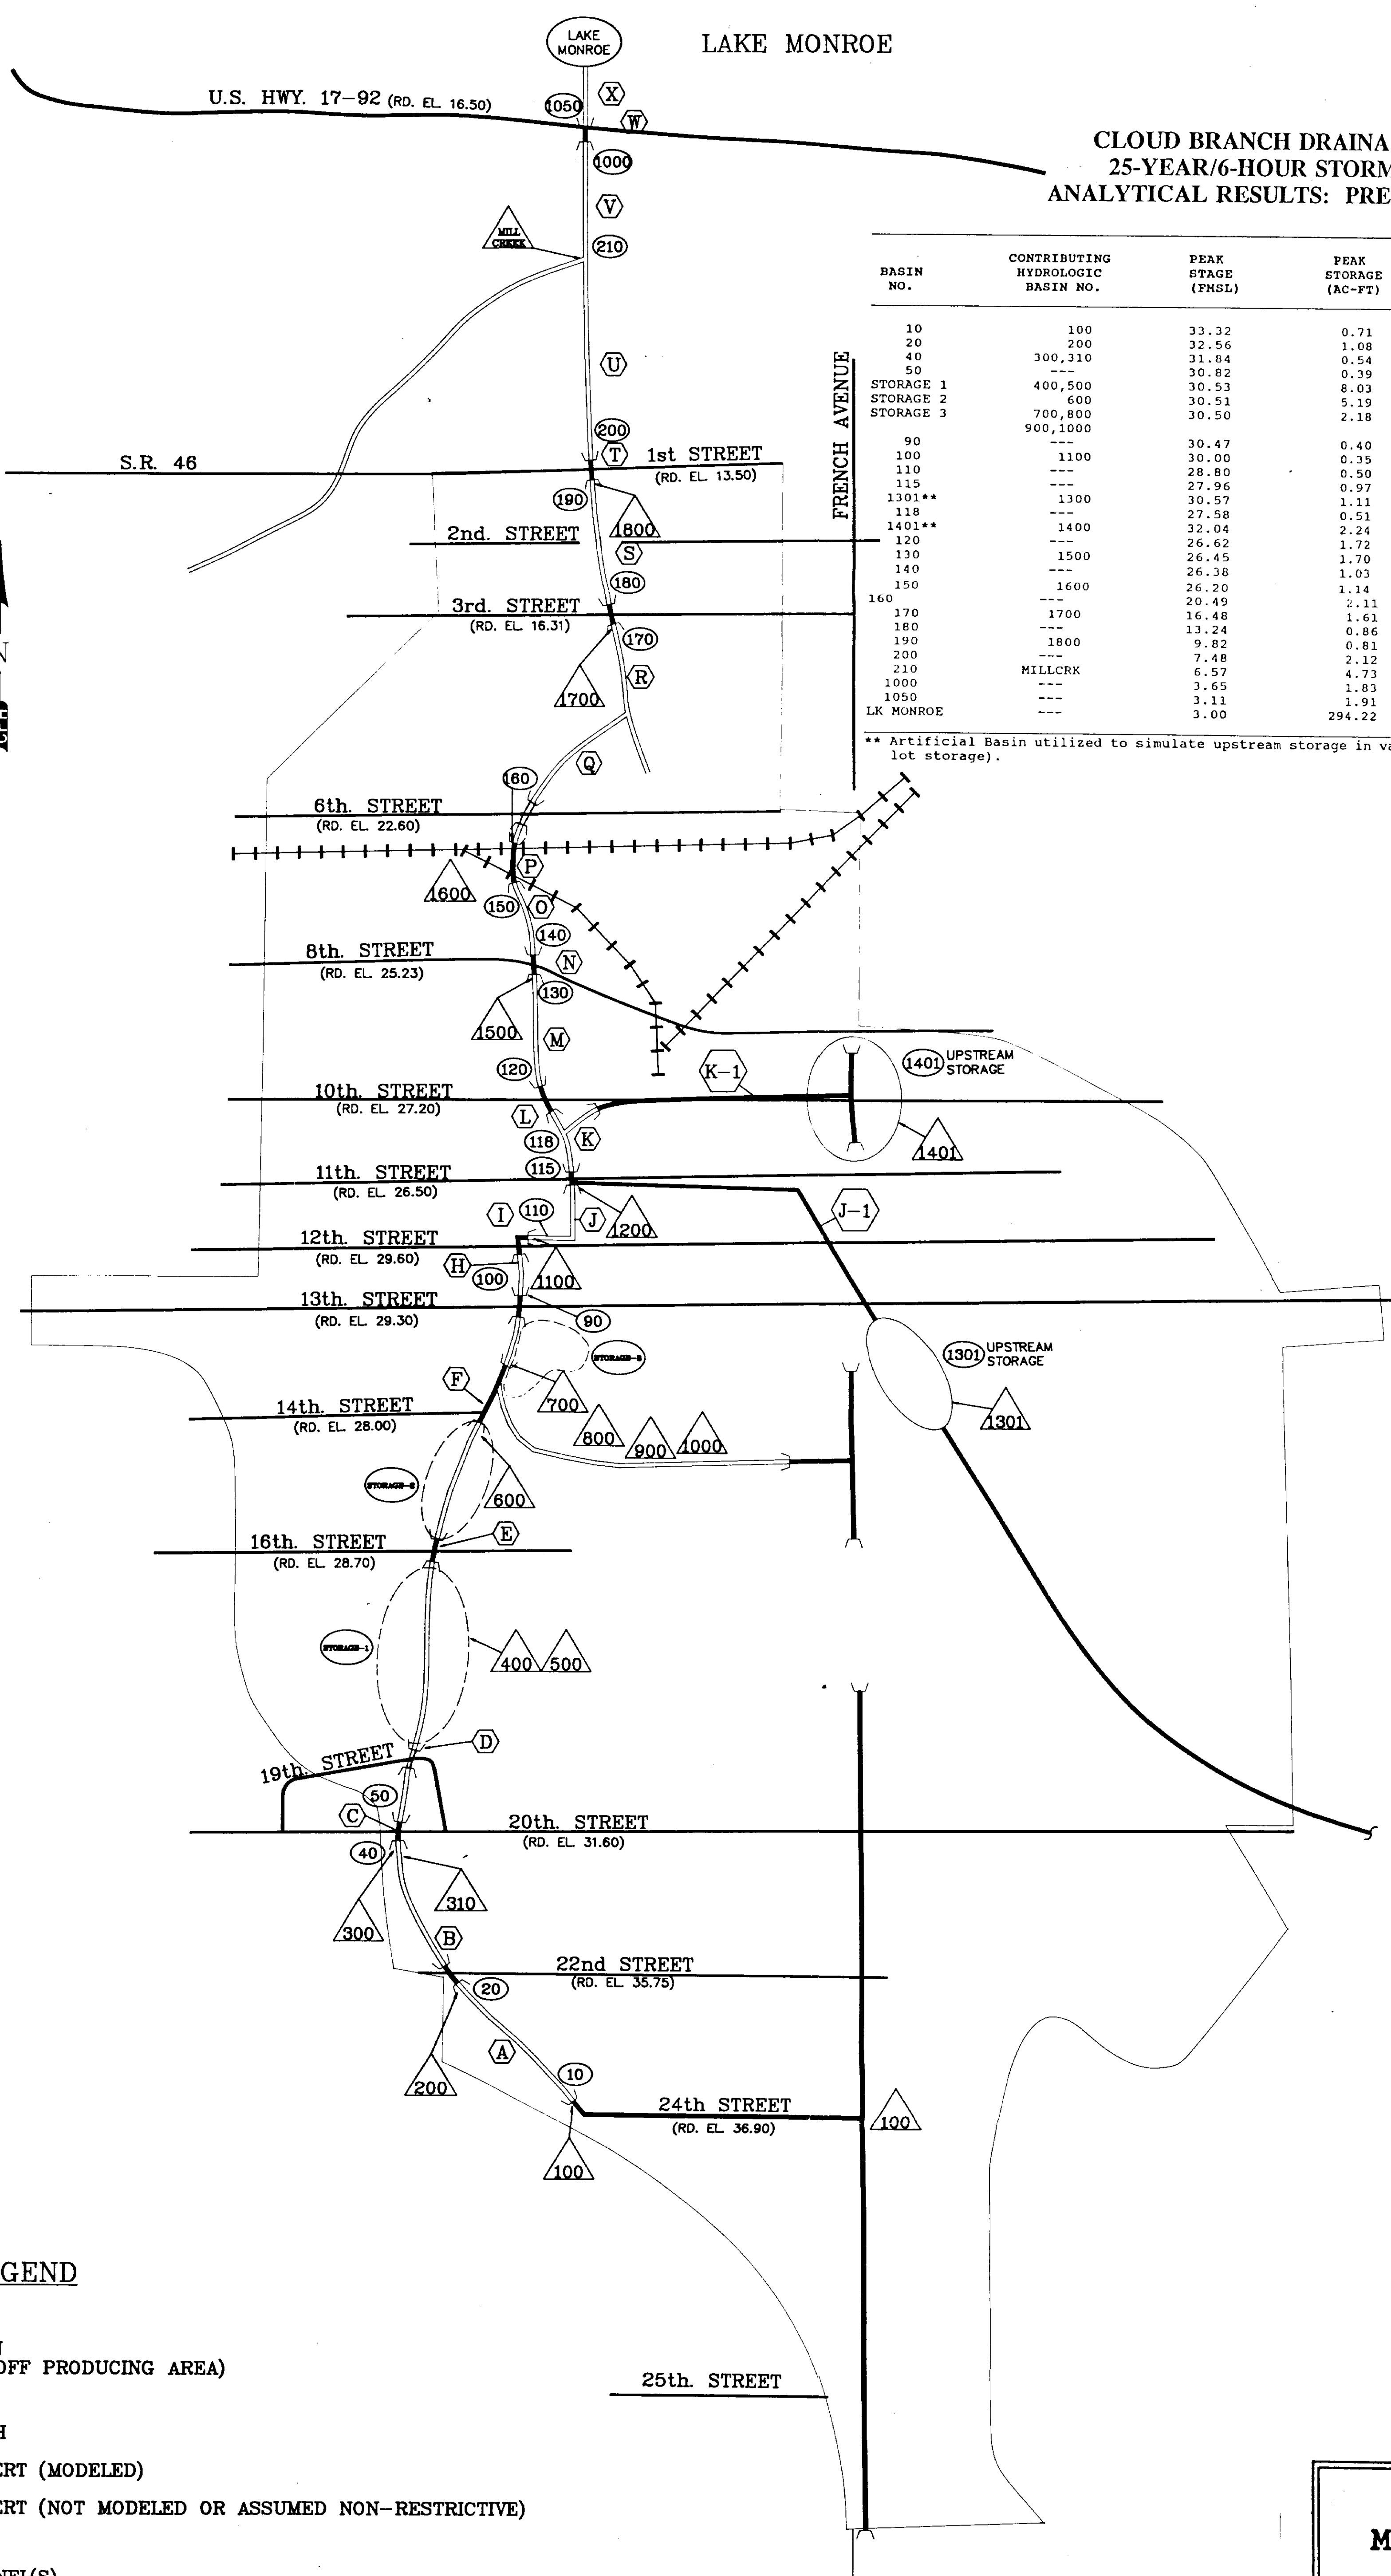 LAKE
MONROE
LAKE MONROE
U.S. HWY. 17-92 (RD. EL. 16.50)
1050
X
W
1000
V
MILL
CREEK
210
U
200
T
S.R. 46
1st STREET
(RD. EL. 13.50)
190
1800
2nd. STREET
S
180
3rd. STREET
(RD. EL. 16.31)
170
R
1700
FRENCH AVENUE
CLOUD BRANCH DRAINA
25-YEAR/6-HOUR STORM
ANALYTICAL RESULTS: PRE
BASIN NO. CONTRIBUTING HYDROLOGIC BASIN NO. PEAK STAGE (FMSL) PEAK STORAGE (AC-FT)
10 100 33.32 0.71
20 200 32.56 1.08
40 300,310 31.84 0.54
50 --- 30.82 0.39
STORAGE 1 400,500 30.53 8.03
STORAGE 2 600 30.51 5.19
STORAGE 3 700,800 30.50 2.18
900,1000
90 --- 30.47 0.40
100 1100 30.00 0.35
110 --- 28.80 0.50
115 --- 27.96 0.97
1301** 1300 30.57 1.11
118 --- 27.58 0.51
1401** 1400 32.04 2.24
120 --- 26.62 1.72
130 1500 26.45 1.70
140 --- 26.38 1.03
150 1600 26.20 1.14
160 --- 20.49 2.11
170 1700 16.48 1.61
180 --- 13.24 0.86
190 1800 9.82 0.81
200 --- 7.48 2.12
210 MILLCRK 6.57 4.73
1000 --- 3.65 1.83
1050 --- 3.11 1.91
LK MONROE --- 3.00 294.22
** Artificial Basin utilized to simulate upstream storage in va
lot storage).
N
CPH
Q
160
6th. STREET
(RD. EL. 22.60)
P
1600
150
O
140
8th. STREET
(RD. EL. 25.23)
N
130
1500
M
120
K-1
1401 UPSTREAM
STORAGE
10th. STREET
(RD. EL. 27.20)
L
118
K
1401
115
11th. STREET
(RD. EL. 26.50)
I
110
J
1200
J-1
12th. STREET
(RD. EL. 29.60)
H
100
1100
13th. STREET
(RD. EL. 29.30)
90
STORAGE-3
1301 UPSTREAM
STORAGE
F
700
1301
14th. STREET
(RD. EL. 28.00)
800
900
1000
STORAGE-2
600
16th. STREET
(RD. EL. 28.70)
E
STORAGE-1
400
500
D
19th. STREET
50
C
20th. STREET
(RD. EL. 31.60)
40
310
300
B
22nd STREET
(RD. EL. 35.75)
20
A
200
10
24th STREET
(RD. EL. 36.90)
100
100
25th. STREET
GEND
OFF PRODUCING AREA)
H
ERT (MODELED)
ERT (NOT MODELED OR ASSUMED NON-RESTRICTIVE)
NEL(S)
M